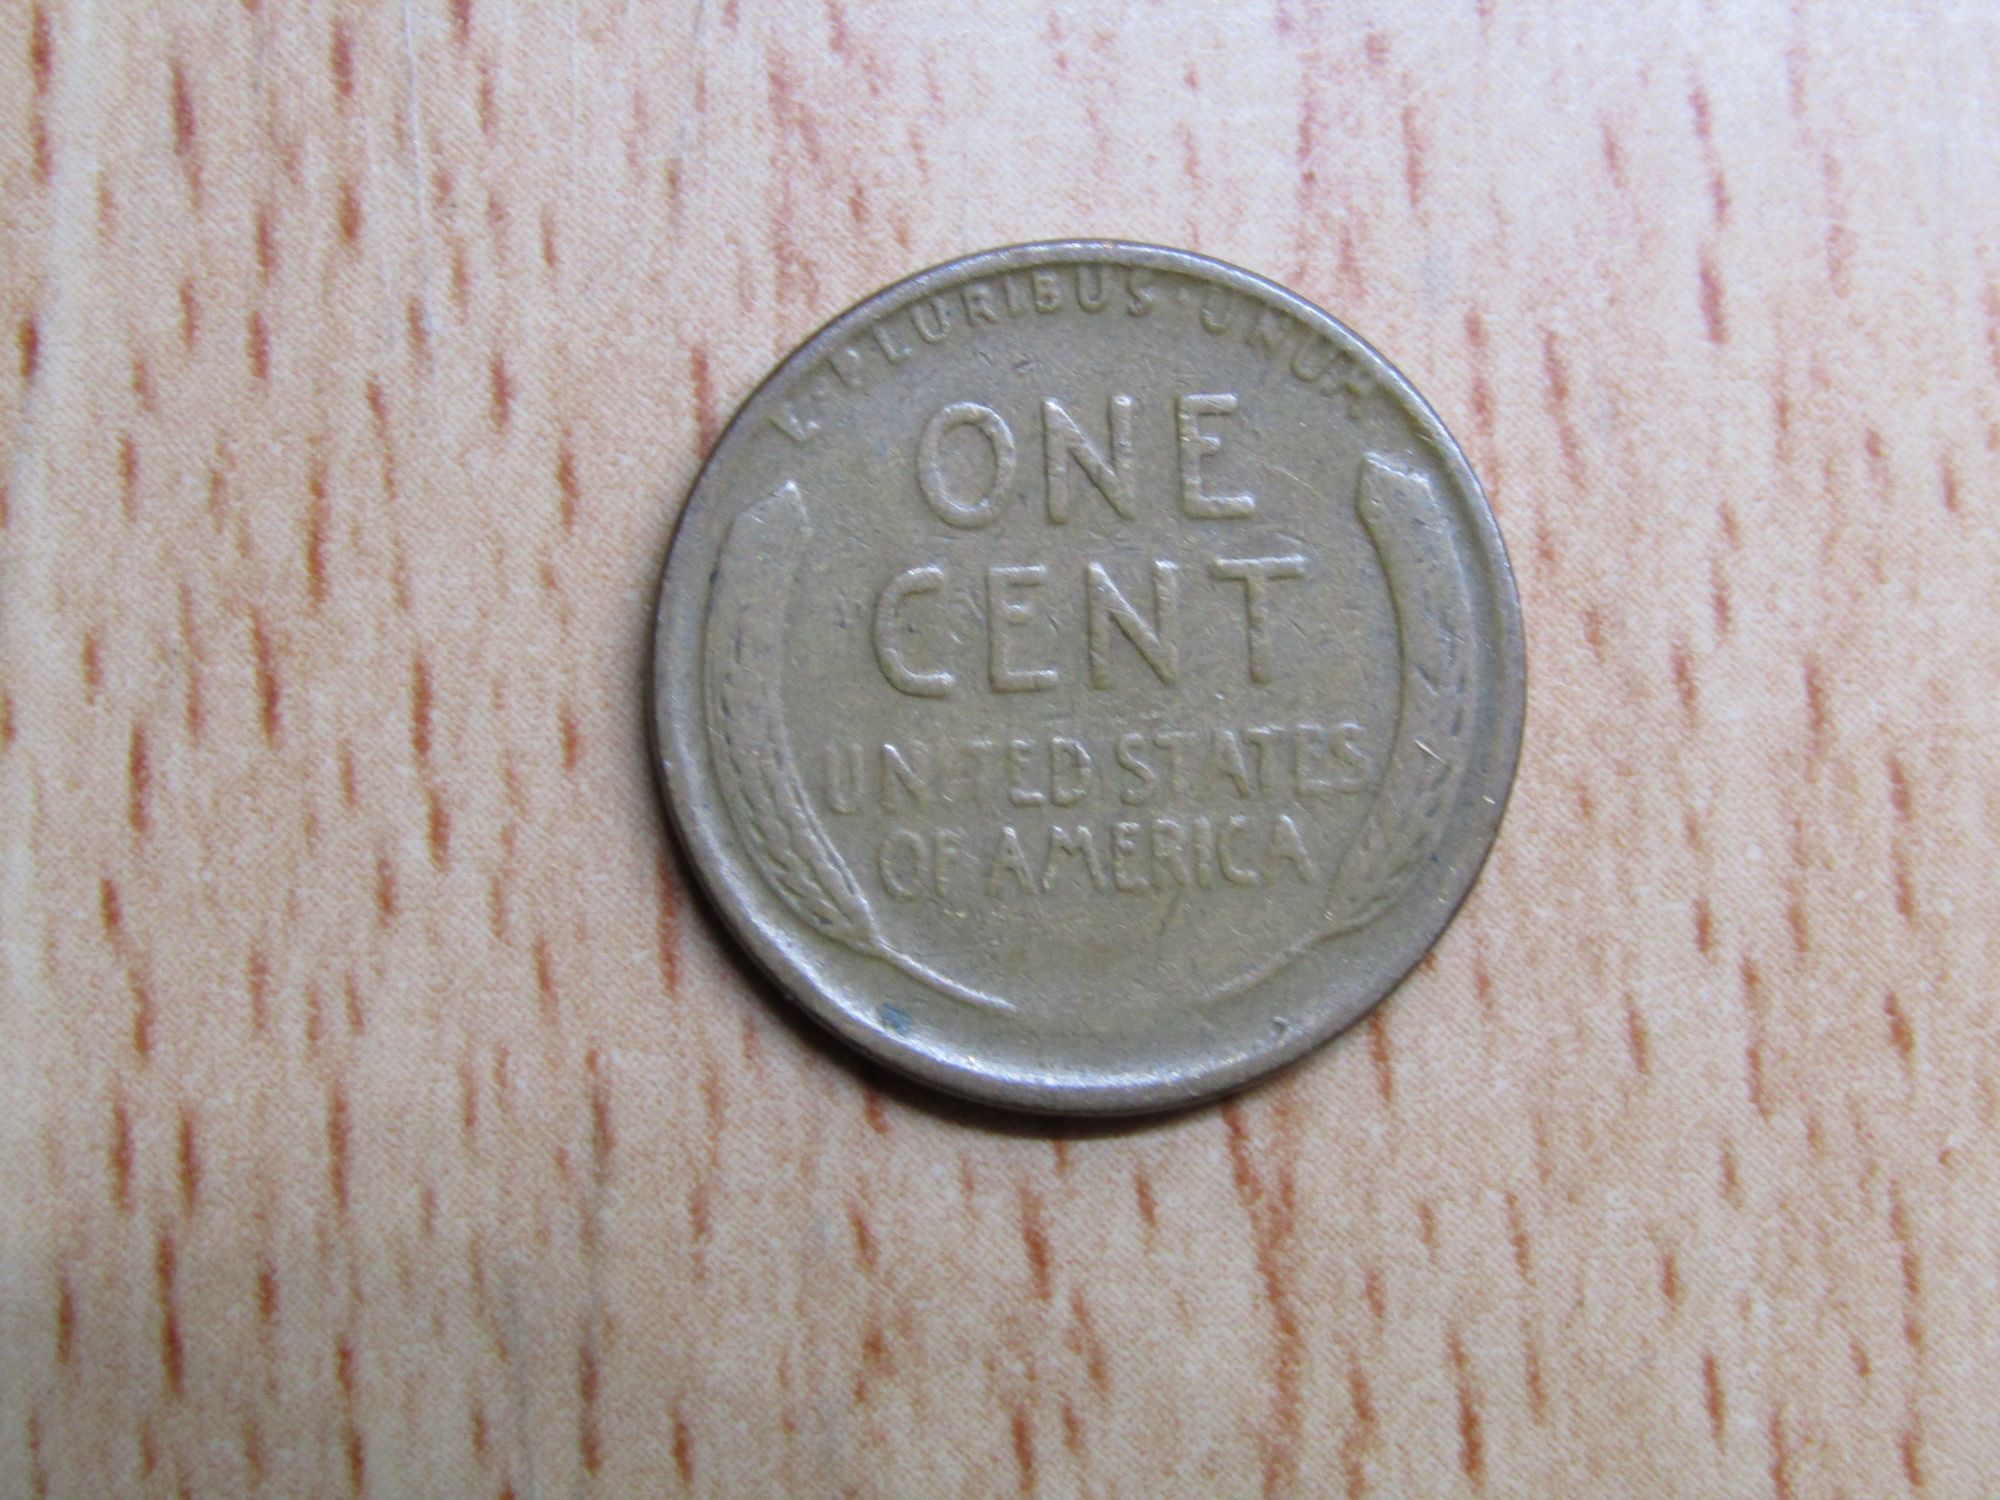 E·PLURIBUS·UNUM
ONE
CENT
UNITED STATES
OF AMERICA